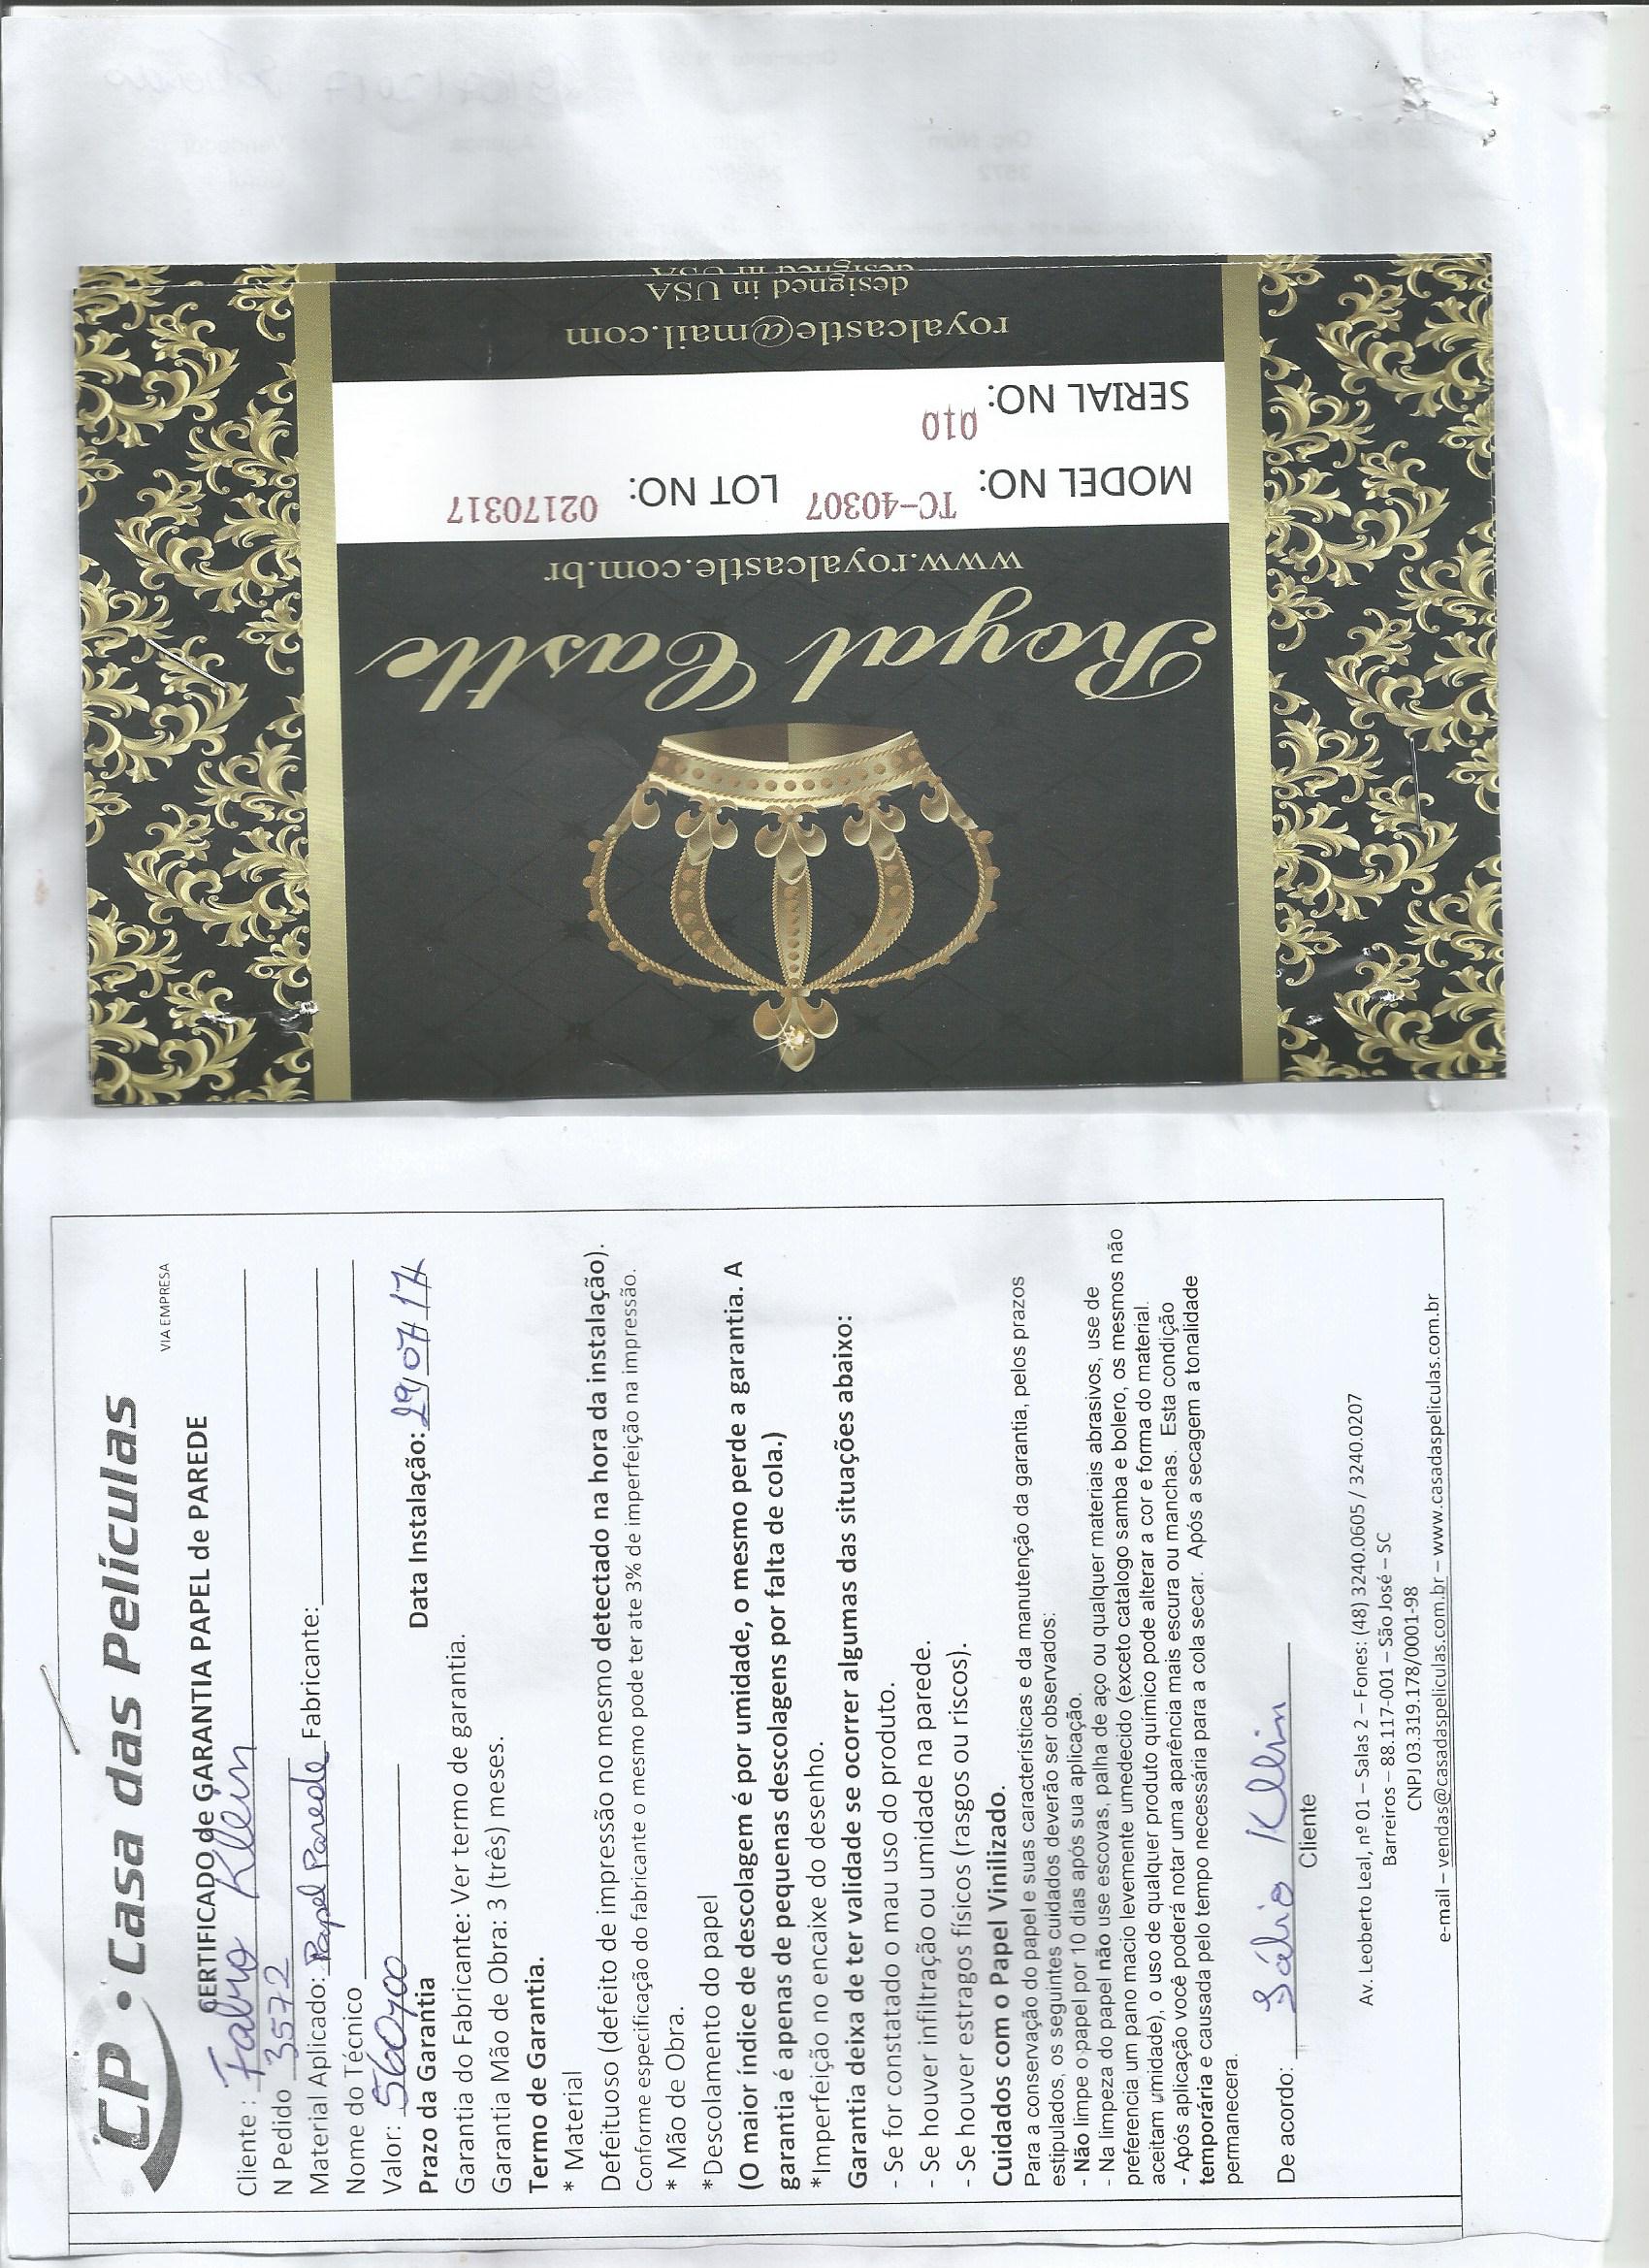 designed in USA
royalcastle@mail.com
SERIAL NO: 010
MODEL NO: TC-40307 LOT NO: 02170317
www.royalcastle.com.br
Royal Castle
CP • Casa das Películas
VIA EMPRESA
CERTIFICADO de GARANTIA PAPEL de PAREDE
Cliente : Fabio Klein
N Pedido 3572
Material Aplicado: Papel Parede Fabricante:
Nome do Técnico
Valor: 560,00 Data Instalação: 29/07/17
Prazo da Garantia
Garantia do Fabricante: Ver termo de garantia.
Garantia Mão de Obra: 3 (três) meses.
Termo de Garantia.
* Material
Defeituoso (defeito de impressão no mesmo detectado na hora da instalação).
Conforme especificação do fabricante o mesmo pode ter ate 3% de imperfeição na impressão.
* Mão de Obra.
*Descolamento do papel
(O maior índice de descolagem é por umidade, o mesmo perde a garantia. A
garantia é apenas de pequenas descolagens por falta de cola.)
*Imperfeição no encaixe do desenho.
Garantia deixa de ter validade se ocorrer algumas das situações abaixo:
- Se for constatado o mau uso do produto.
- Se houver infiltração ou umidade na parede.
- Se houver estragos físicos (rasgos ou riscos).
Cuidados com o Papel Vinilizado.
Para a conservação do papel e suas características e da manutenção da garantia, pelos prazos
estipulados, os seguintes cuidados deverão ser observados:
- Não limpe o papel por 10 dias após sua aplicação.
- Na limpeza do papel não use escovas, palha de aço ou qualquer materiais abrasivos, use de
preferencia um pano macio levemente umedecido (exceto catalogo samba e bolero, os mesmos não
aceitam umidade), o uso de qualquer produto químico pode alterar a cor e forma do material.
- Após aplicação você poderá notar uma aparência mais escura ou manchas. Esta condição
temporária e causada pelo tempo necessária para a cola secar. Após a secagem a tonalidade
permanecera.
De acordo: Fábio Klein
Cliente
Av. Leoberto Leal, nº 01 – Salas 2 – Fones: (48) 3240.0605 / 3240.0207
Barreiros – 88.117-001 – São José – SC
CNPJ 03.319.178/0001-98
e-mail – vendas@casadaspeliculas.com.br – www.casadaspeliculas.com.br